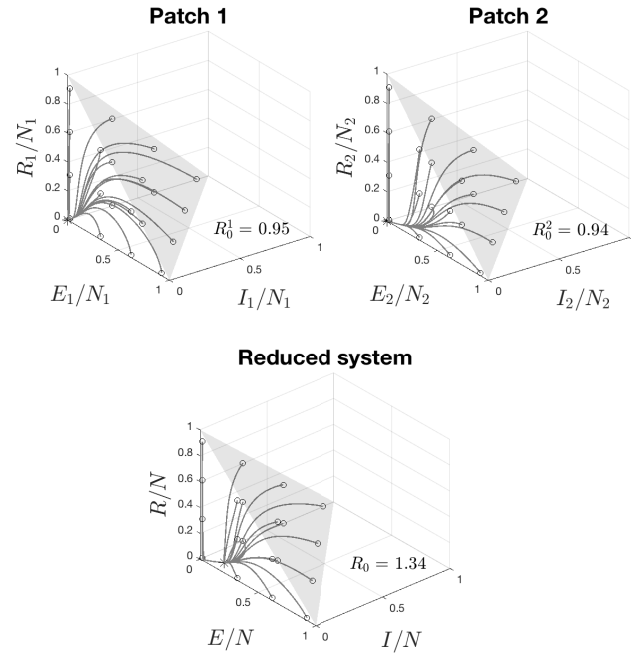 Patch 1
Patch 2
1
0.8
0.6
0.4
0.2
0
R₁/N₁
0
0.5
1
E₁/N₁
0
0.5
1
I₁/N₁
R₀¹ = 0.95
1
0.8
0.6
0.4
0.2
0
R₂/N₂
0
0.5
1
E₂/N₂
0
0.5
1
I₂/N₂
R₀² = 0.94
Reduced system
1
0.8
0.6
0.4
0.2
0
R/N
0
0.5
1
E/N
0
0.5
1
I/N
R₀ = 1.34